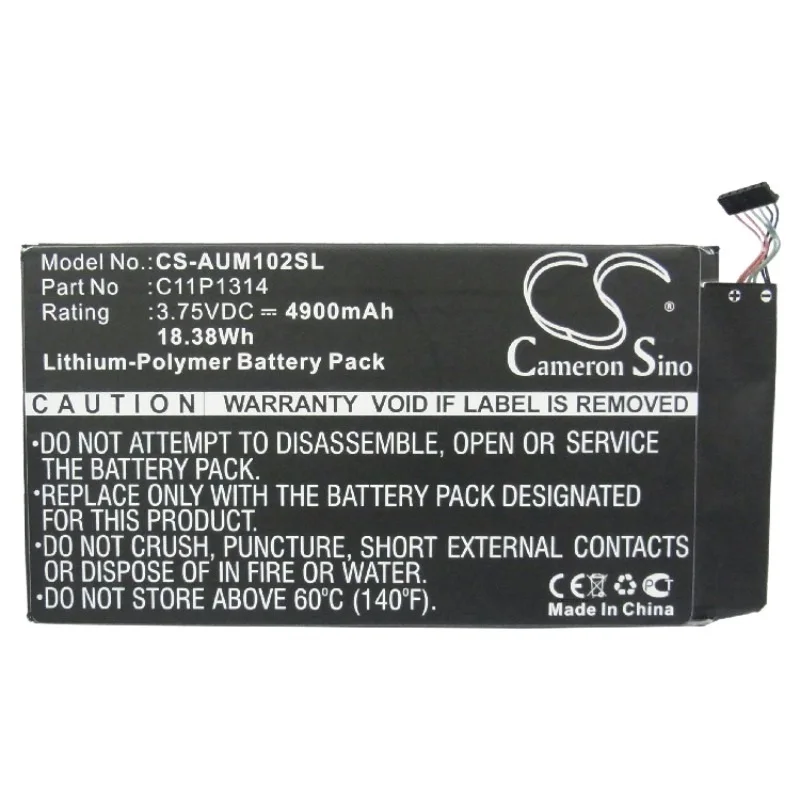 Model No.: CS-AUM102SL
Part No : C11P1314
Rating : 3.75VDC ⎓ 4900mAh
18.38Wh
Lithium-Polymer Battery Pack
CS
®
Cameron Sino
CAUTION WARRANTY VOID IF LABEL IS REMOVED
•DO NOT ATTEMPT TO DISASSEMBLE, OPEN OR SERVICE
THE BATTERY PACK.
•REPLACE ONLY WITH THE BATTERY PACK DESIGNATED
FOR THIS PRODUCT.
•DO NOT CRUSH, PUNCTURE, SHORT EXTERNAL CONTACTS
OR DISPOSE OF IN FIRE OR WATER.
•DO NOT STORE ABOVE 60°C (140°F).
CE PCT
Made In China
+ −